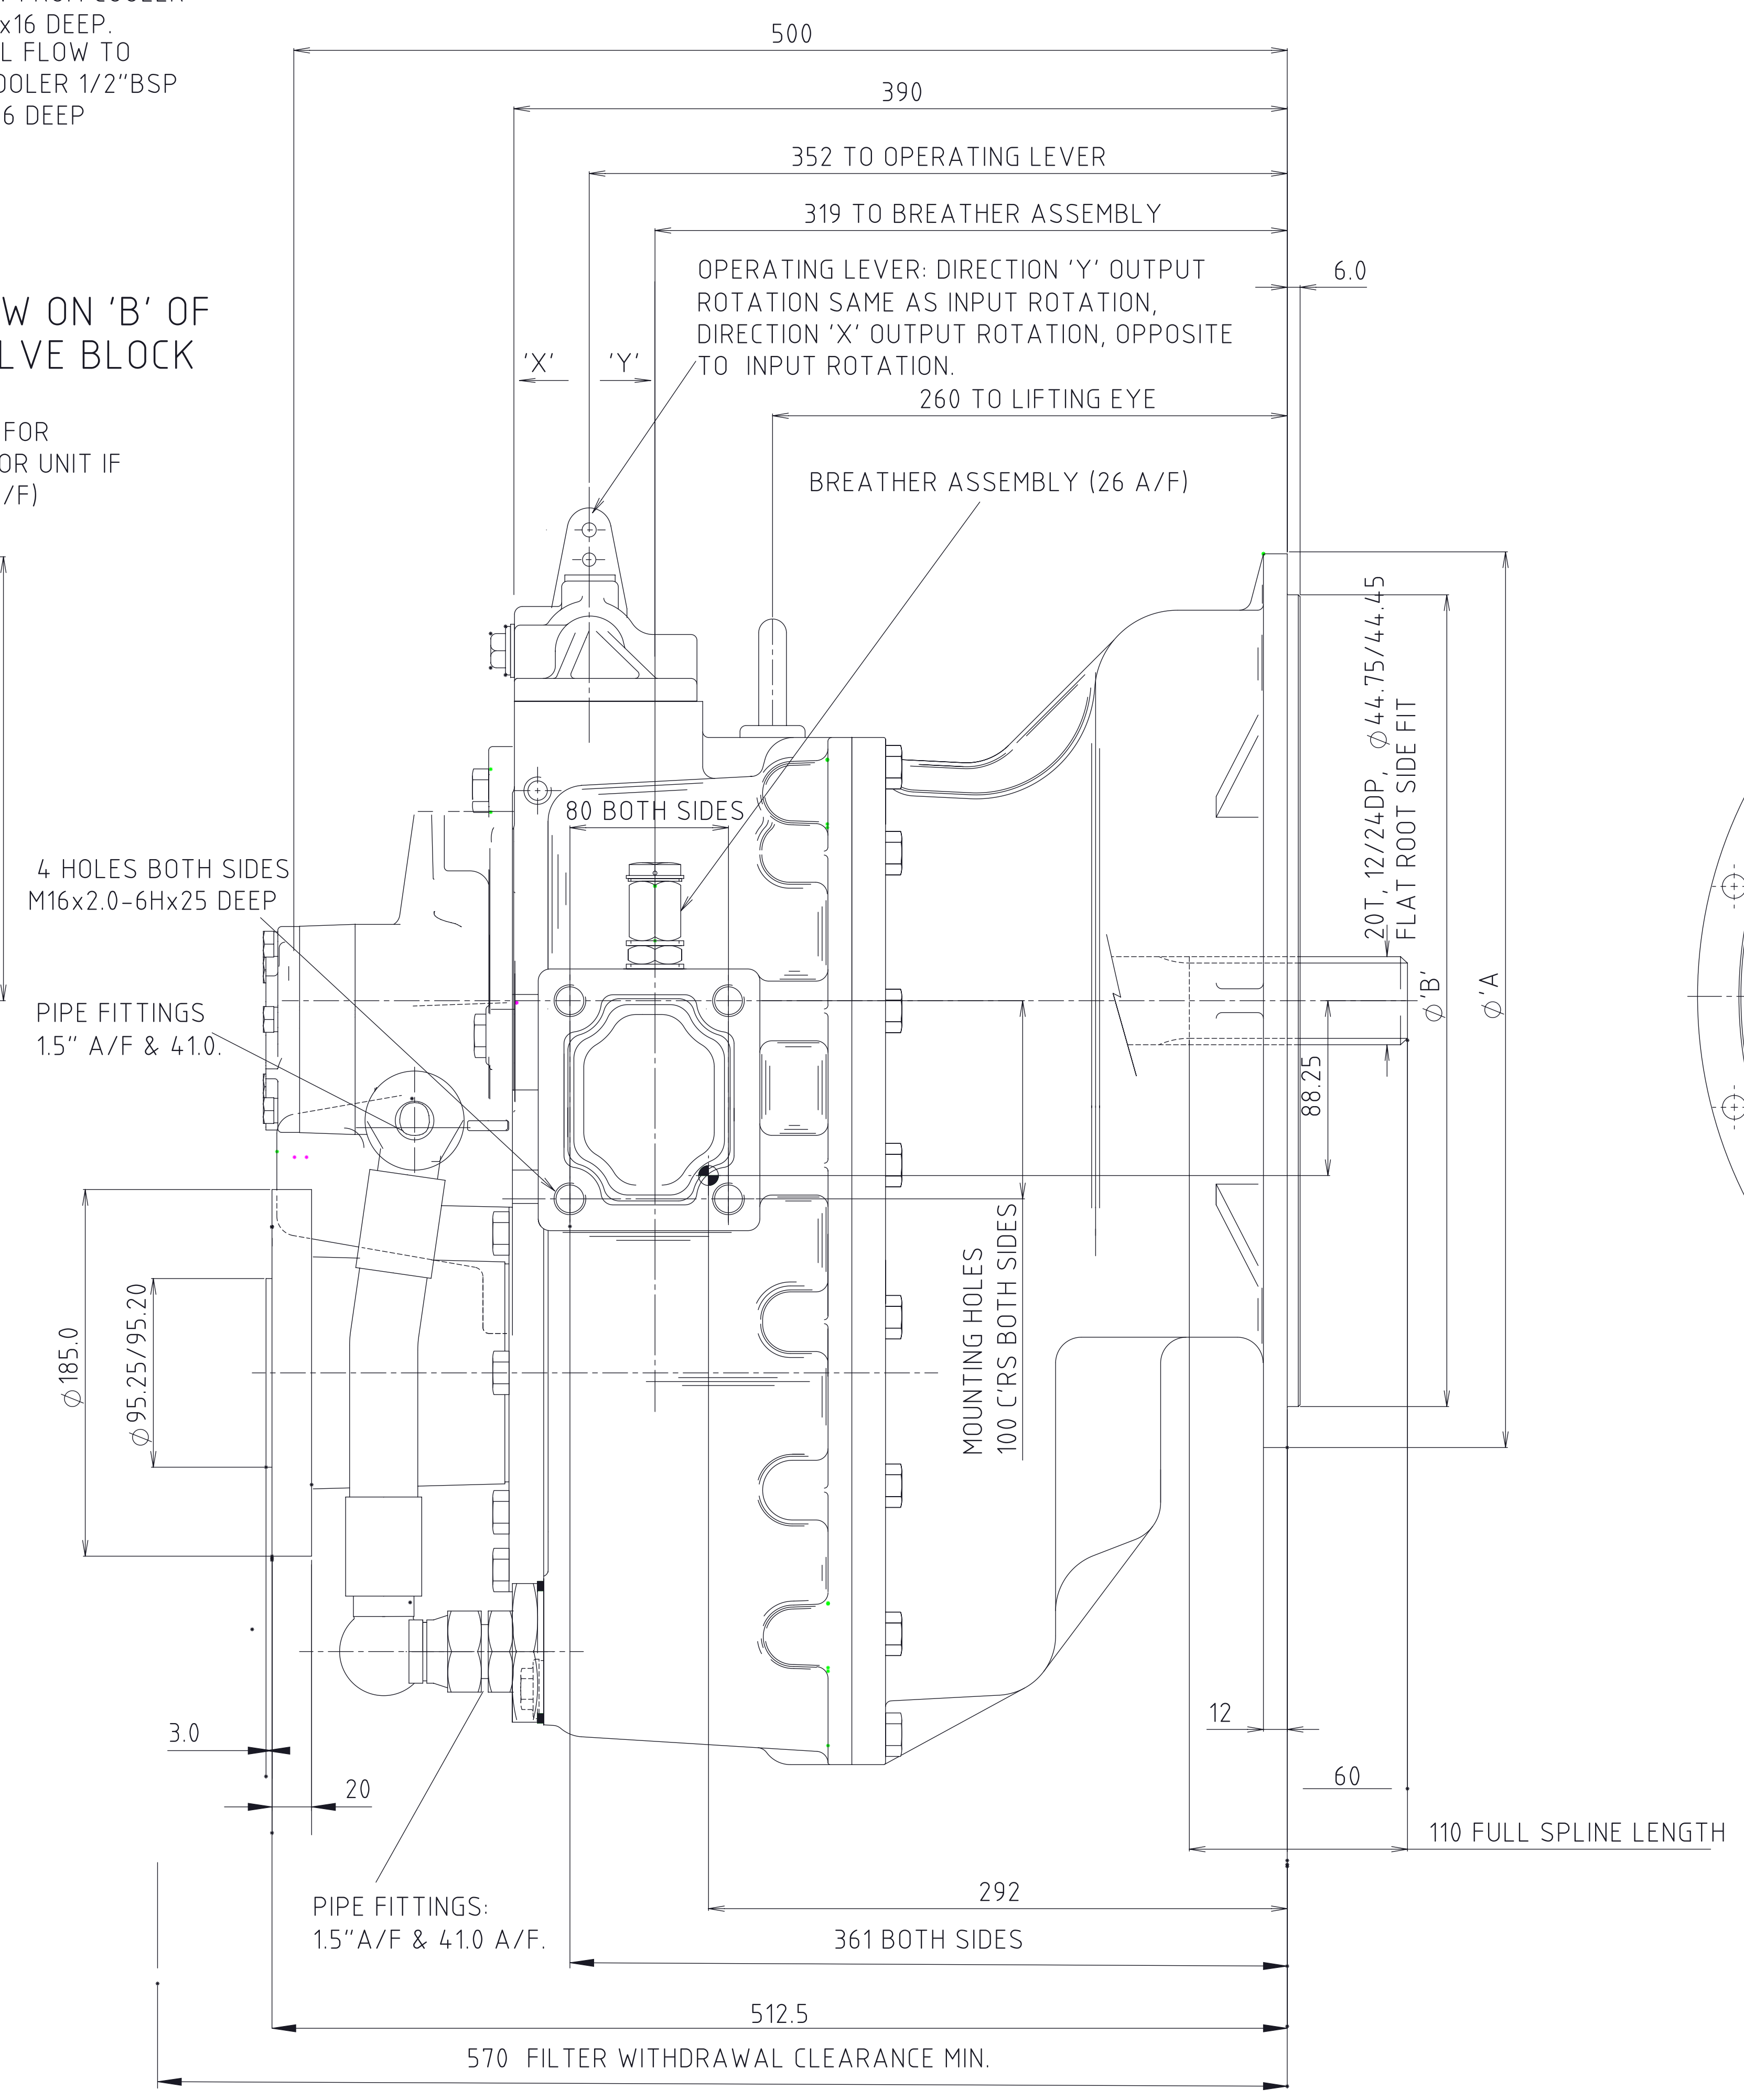 x16 DEEP.
L FLOW TO
OOLER 1/2"BSP
6 DEEP
500
390
352 TO OPERATING LEVER
319 TO BREATHER ASSEMBLY
OPERATING LEVER: DIRECTION 'Y' OUTPUT
ROTATION SAME AS INPUT ROTATION,
DIRECTION 'X' OUTPUT ROTATION, OPPOSITE
TO INPUT ROTATION.
6.0
W ON 'B' OF
LVE BLOCK
'X'
'Y'
260 TO LIFTING EYE
FOR
OR UNIT IF
/F)
BREATHER ASSEMBLY (26 A/F)
20T, 12/24DP, Ø44.75/44.45
FLAT ROOT SIDE FIT
80 BOTH SIDES
4 HOLES BOTH SIDES
M16x2.0-6Hx25 DEEP
PIPE FITTINGS
1.5" A/F & 41.0.
Ø'B'
Ø'A
88.25
MOUNTING HOLES
100 C'RS BOTH SIDES
Ø185.0
Ø95.25/95.20
3.0
20
12
60
110 FULL SPLINE LENGTH
292
PIPE FITTINGS:
1.5"A/F & 41.0 A/F.
361 BOTH SIDES
512.5
570 FILTER WITHDRAWAL CLEARANCE MIN.